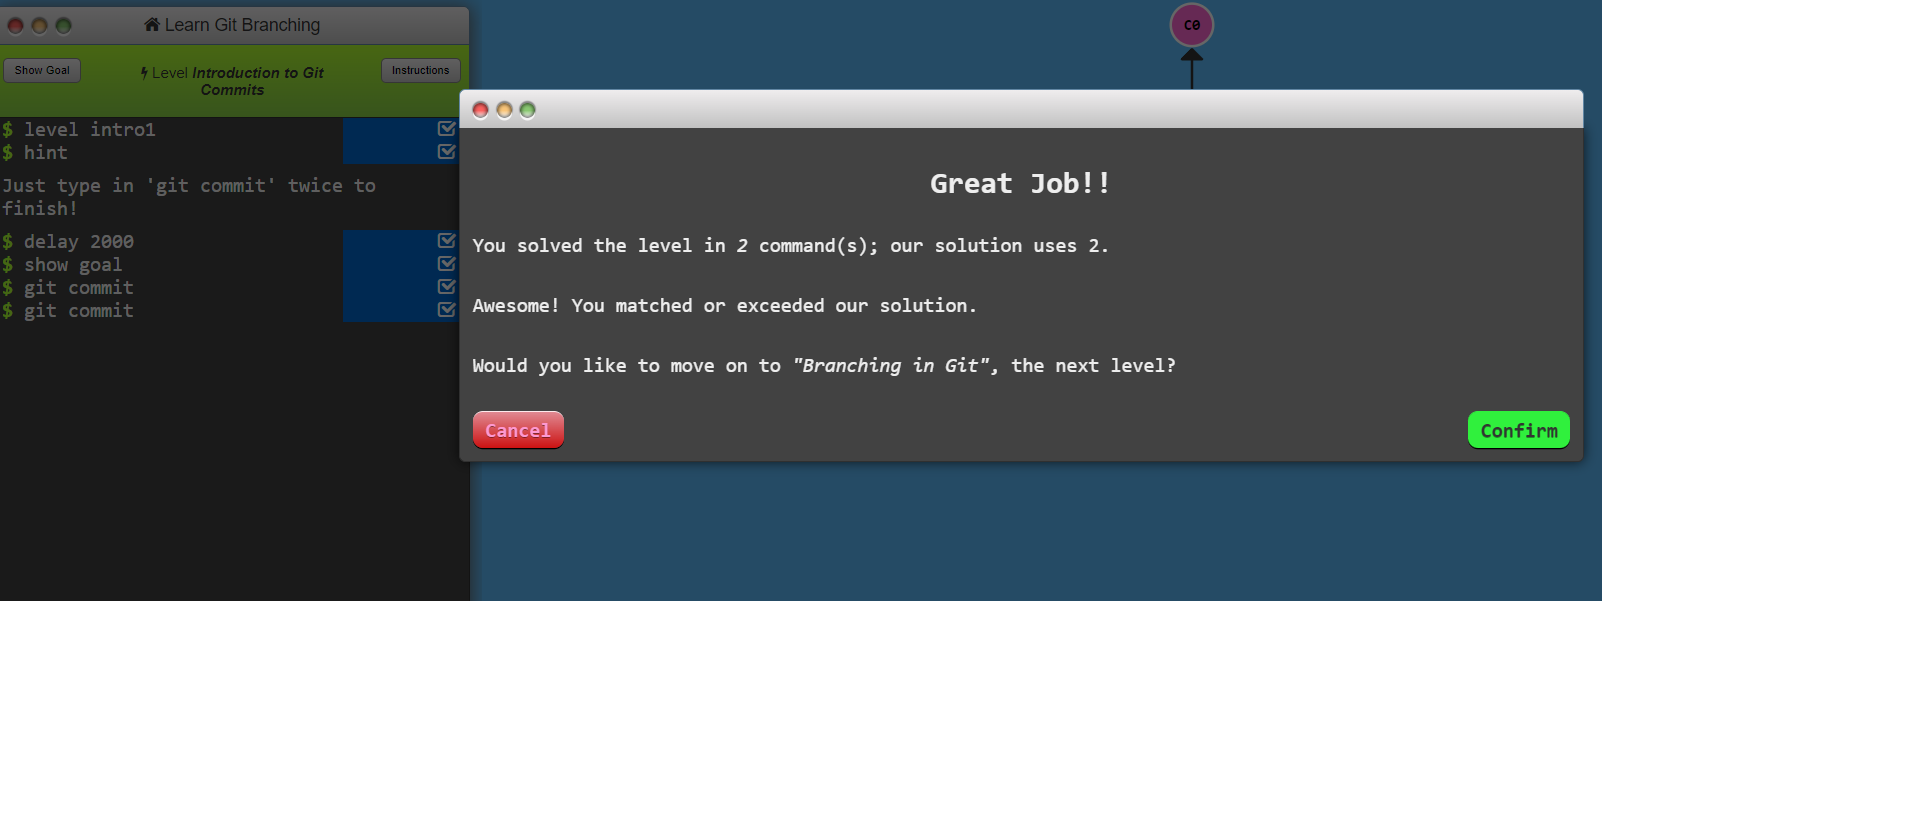 Learn Git Branching
Show Goal
Level Introduction to Git
Commits
Instructions
$ level intro1
$ hint
Just type in 'git commit' twice to
finish!
$ delay 2000
$ show goal
$ git commit
$ git commit
C0
Great Job!!
You solved the level in 2 command(s); our solution uses 2.
Awesome! You matched or exceeded our solution.
Would you like to move on to "Branching in Git", the next level?
Cancel
Confirm